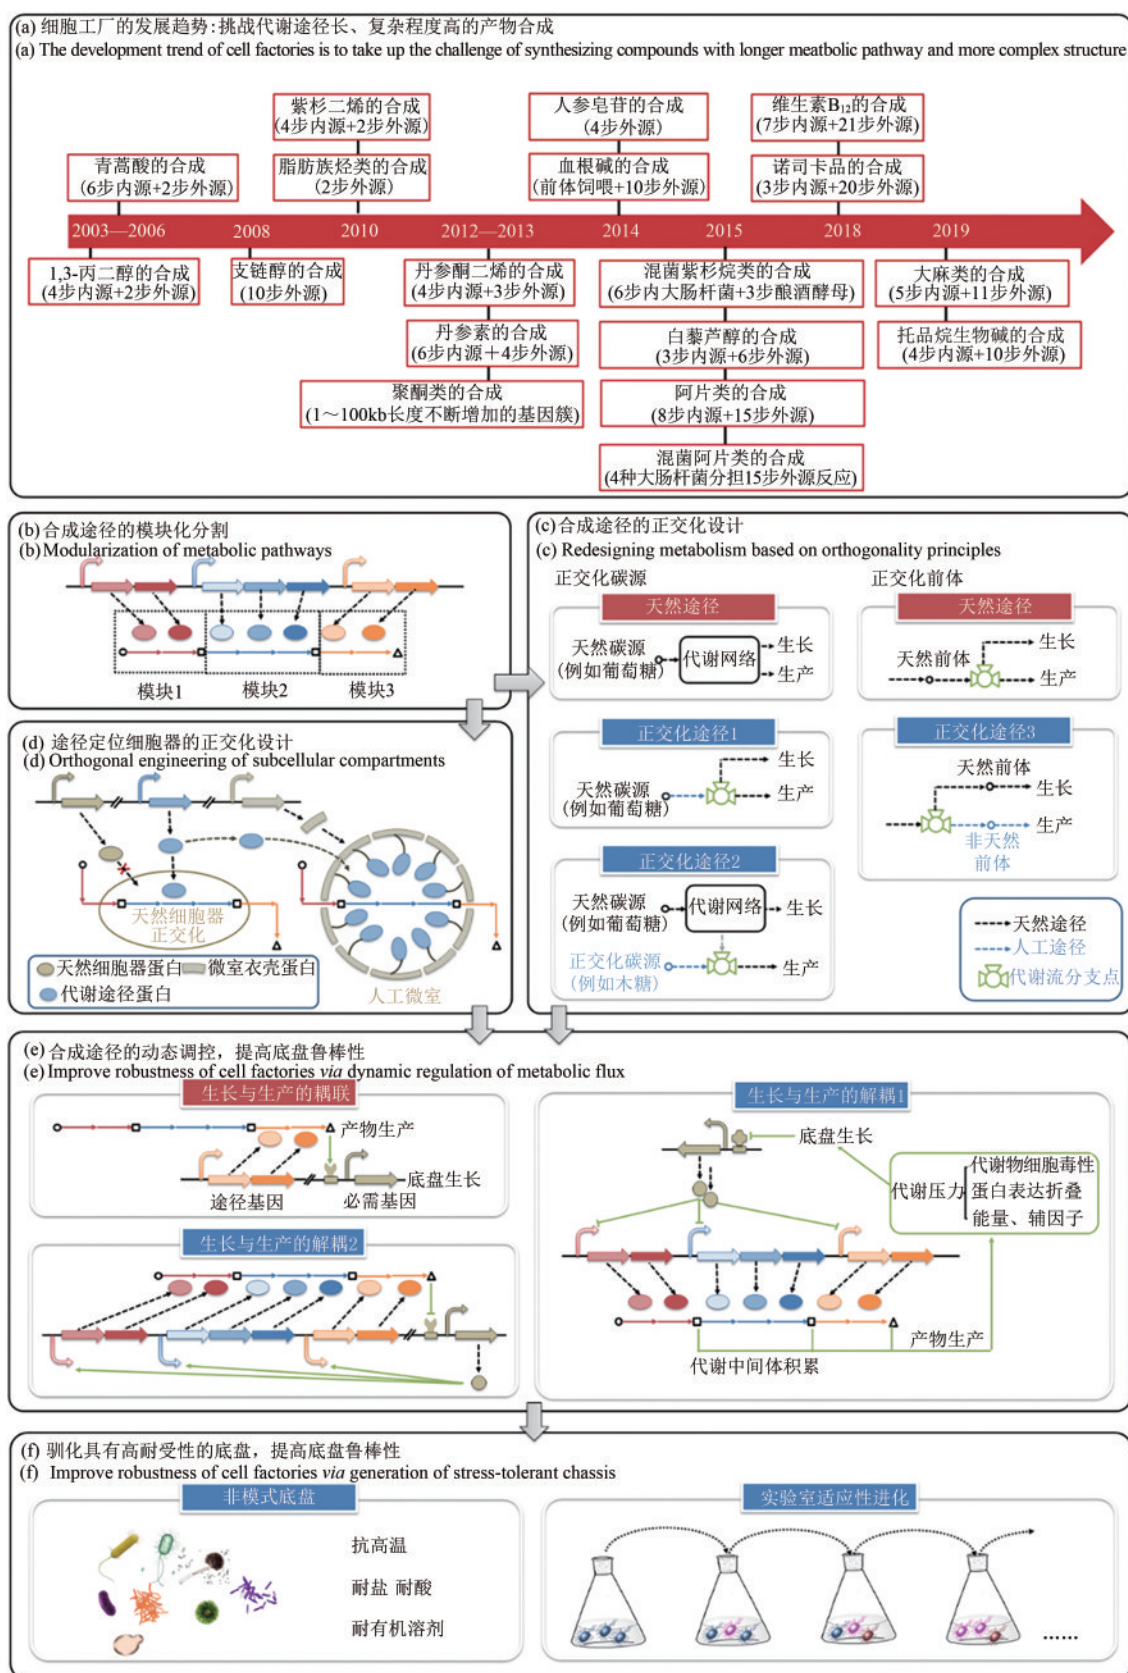 (a) 细胞工厂的发展趋势:挑战代谢途径长、复杂程度高的产物合成
(a) The development trend of cell factories is to take up the challenge of synthesizing compounds with longer meatbolic pathway and more complex structure
紫杉二烯的合成
(4步内源+2步外源)
人参皂苷的合成
(4步外源)
维生素B₁₂的合成
(7步内源+21步外源)
青蒿酸的合成
(6步内源+2步外源)
脂肪族烃类的合成
(2步外源)
血根碱的合成
(前体饲喂+10步外源)
诺司卡品的合成
(3步内源+20步外源)
2003—2006
2008
2010
2012—2013
2014
2015
2018
2019
1,3-丙二醇的合成
(4步内源+2步外源)
支链醇的合成
(10步外源)
丹参酮二烯的合成
(4步内源+3步外源)
混菌紫杉烷类的合成
(6步内大肠杆菌+3步酿酒酵母)
大麻类的合成
(5步内源+11步外源)
丹参素的合成
(6步内源+4步外源)
白藜芦醇的合成
(3步内源+6步外源)
托品烷生物碱的合成
(4步内源+10步外源)
聚酮类的合成
(1～100kb长度不断增加的基因簇)
阿片类的合成
(8步内源+15步外源)
混菌阿片类的合成
(4种大肠杆菌分担15步外源反应)
(b) 合成途径的模块化分割
(b) Modularization of metabolic pathways
模块1
模块2
模块3
(c) 合成途径的正交化设计
(c) Redesigning metabolism based on orthogonality principles
正交化碳源
正交化前体
天然途径
天然碳源
(例如葡萄糖)
代谢网络
生长
生产
天然途径
天然前体
生长
生产
正交化途径1
天然碳源
(例如葡萄糖)
生长
生产
正交化途径3
天然前体
生长
生产
非天然
前体
正交化途径2
天然碳源
(例如葡萄糖)
代谢网络
生长
正交化碳源
(例如木糖)
生产
天然途径
人工途径
代谢流分支点
(d) 途径定位细胞器的正交化设计
(d) Orthogonal engineering of subcellular compartments
天然细胞器
正交化
天然细胞器蛋白
微室衣壳蛋白
代谢途径蛋白
人工微室
(e) 合成途径的动态调控，提高底盘鲁棒性
(e) Improve robustness of cell factories via dynamic regulation of metabolic flux
生长与生产的耦联
产物生产
底盘生长
途径基因
必需基因
生长与生产的解耦2
生长与生产的解耦1
底盘生长
代谢压力
代谢物细胞毒性
蛋白表达折叠
能量、辅因子
产物生产
代谢中间体积累
(f) 驯化具有高耐受性的底盘，提高底盘鲁棒性
(f) Improve robustness of cell factories via generation of stress-tolerant chassis
非模式底盘
抗高温
耐盐 耐酸
耐有机溶剂
实验室适应性进化
……